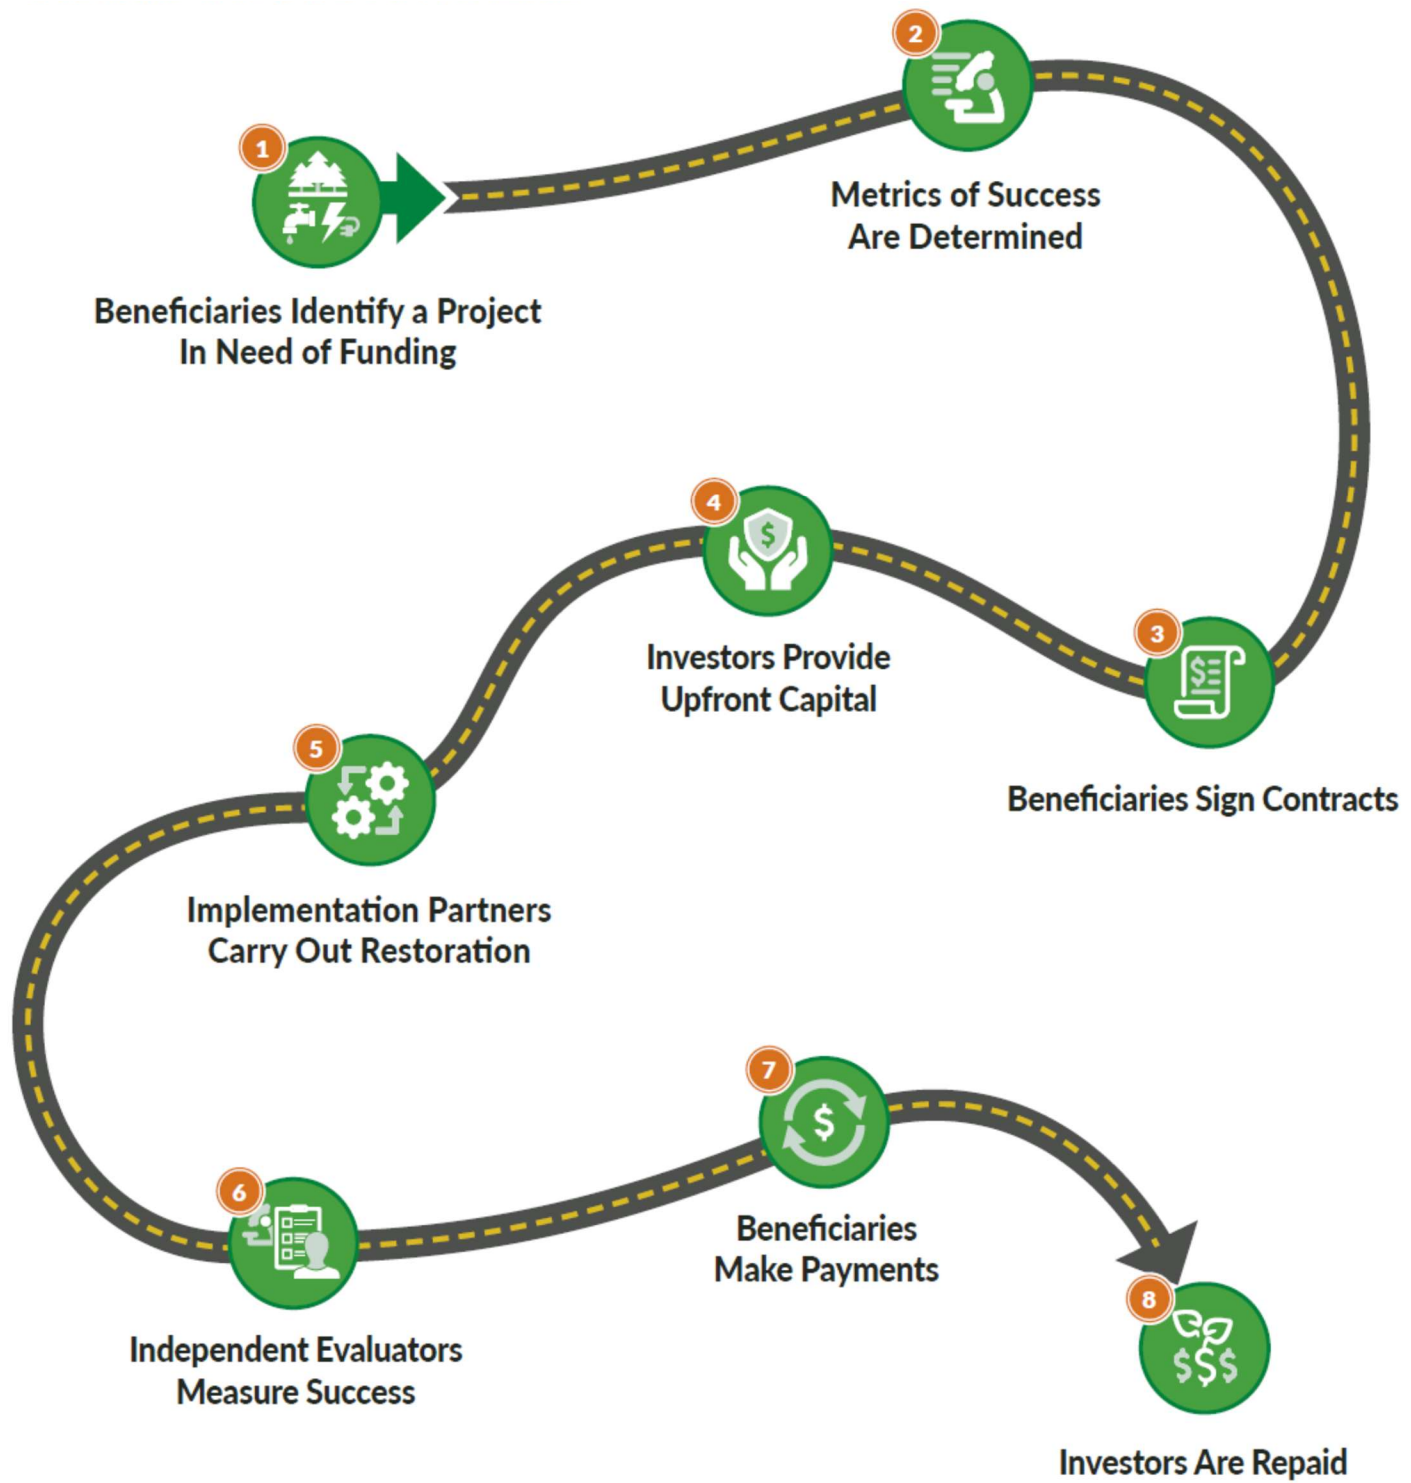 1
Beneficiaries Identify a Project
In Need of Funding
2
Metrics of Success
Are Determined
3
$
Beneficiaries Sign Contracts
4
$
Investors Provide
Upfront Capital
5
Implementation Partners
Carry Out Restoration
6
Independent Evaluators
Measure Success
7
$
Beneficiaries
Make Payments
8
$$$
Investors Are Repaid